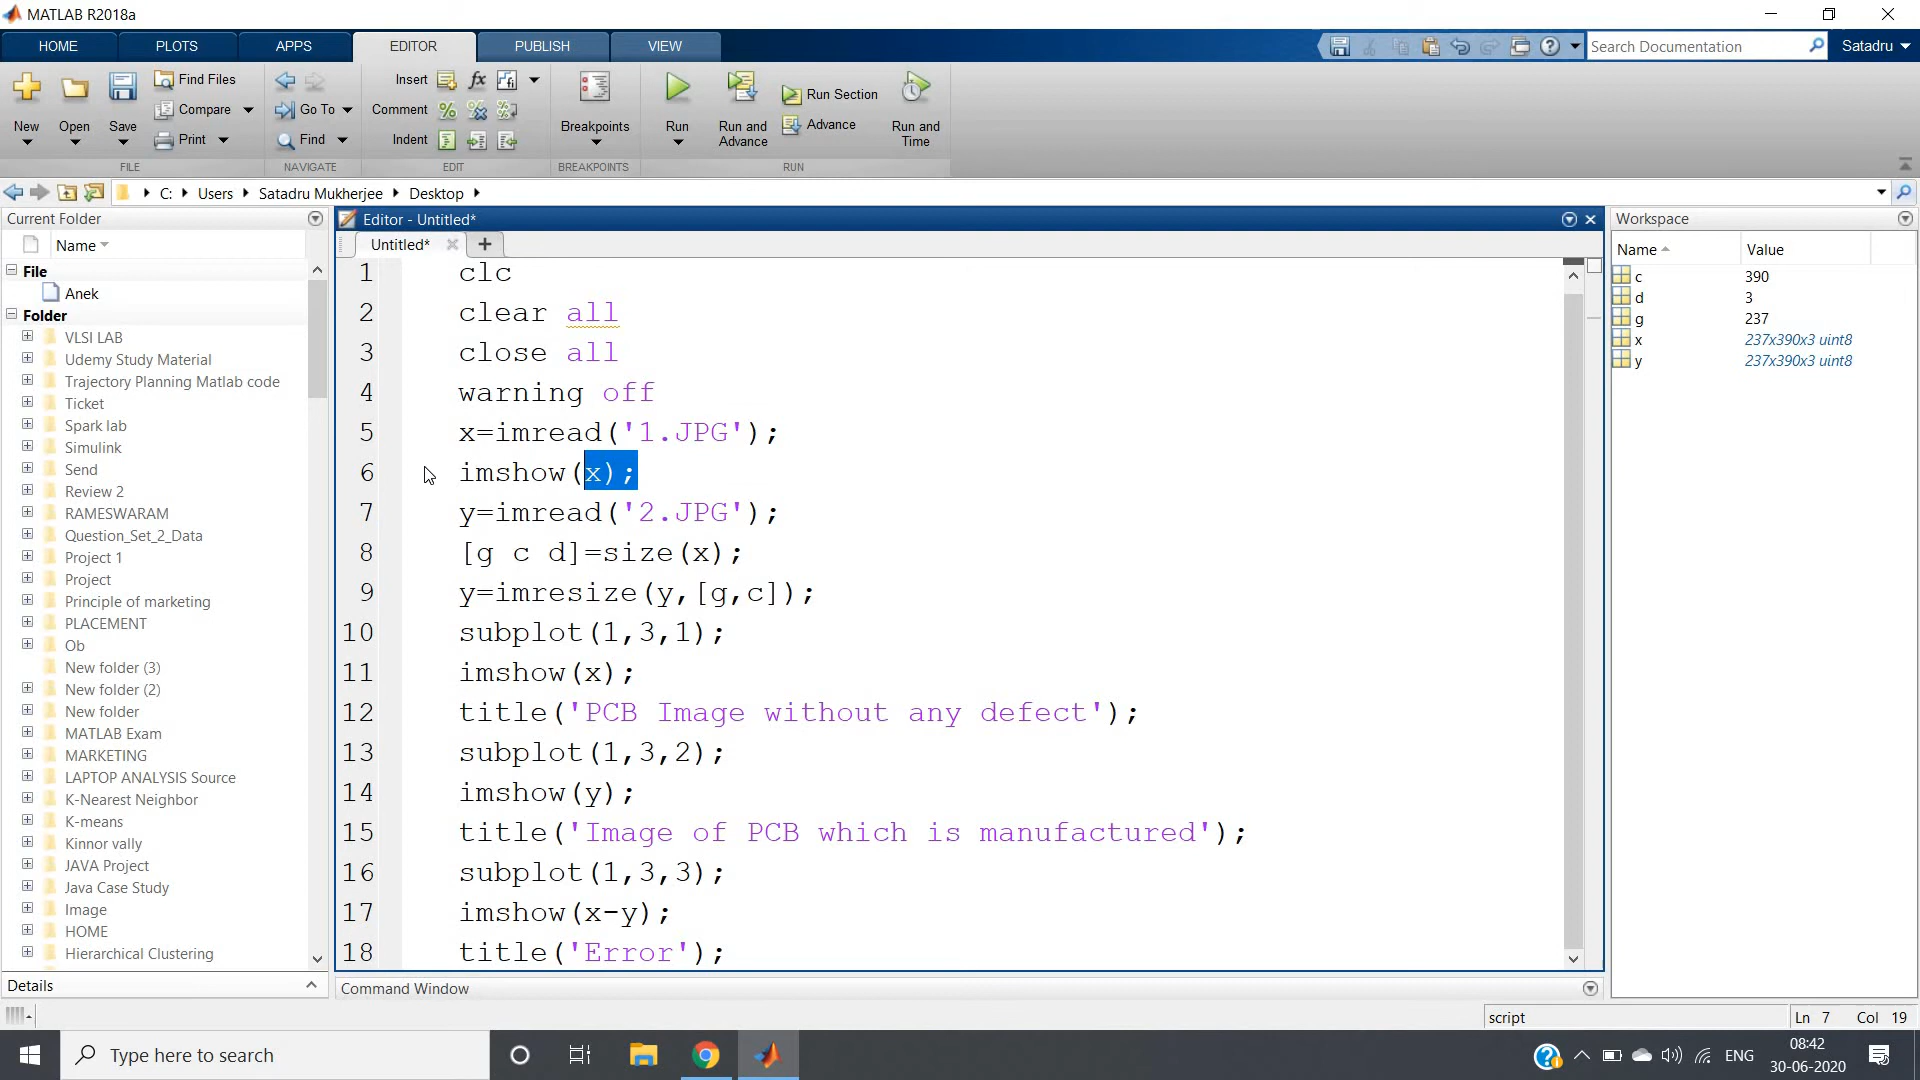 MATLAB R2018a
HOME PLOTS APPS EDITOR PUBLISH VIEW
Search Documentation
Satadru
New
Open
Save
Find Files
Compare
Print
FILE
Go To
Find
NAVIGATE
Insert
Comment
Indent
EDIT
Breakpoints
BREAKPOINTS
Run
Run and Advance
Run Section
Advance
Run and Time
RUN
C: Users Satadru Mukherjee Desktop
Current Folder
Name
File
Anek
Folder
VLSI LAB
Udemy Study Material
Trajectory Planning Matlab code
Ticket
Spark lab
Simulink
Send
Review 2
RAMESWARAM
Question_Set_2_Data
Project 1
Project
Principle of marketing
PLACEMENT
Ob
New folder (3)
New folder (2)
New folder
MATLAB Exam
MARKETING
LAPTOP ANALYSIS Source
K-Nearest Neighbor
K-means
Kinnor vally
JAVA Project
Java Case Study
Image
HOME
Hierarchical Clustering
Details
Editor - Untitled*
Untitled*
1 clc
2 clear all
3 close all
4 warning off
5 x=imread('1.JPG');
6 imshow(x);
7 y=imread('2.JPG');
8 [g c d]=size(x);
9 y=imresize(y,[g,c]);
10 subplot(1,3,1);
11 imshow(x);
12 title('PCB Image without any defect');
13 subplot(1,3,2);
14 imshow(y);
15 title('Image of PCB which is manufactured');
16 subplot(1,3,3);
17 imshow(x-y);
18 title('Error');
Command Window
Workspace
Name Value
c 390
d 3
g 237
x 237x390x3 uint8
y 237x390x3 uint8
script
Ln 7 Col 19
Type here to search
ENG
08:42
30-06-2020